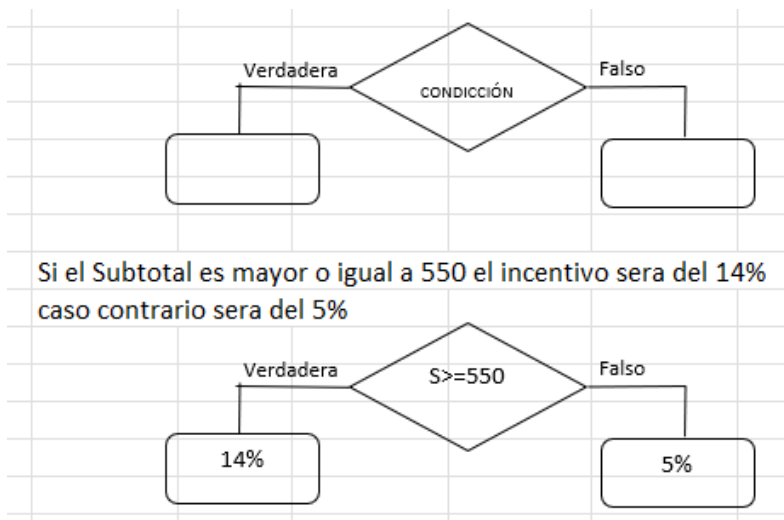 Verdadera
CONDICCIÓN
Falso
Si el Subtotal es mayor o igual a 550 el incentivo sera del 14%
caso contrario sera del 5%
Verdadera
S>=550
Falso
14%
5%